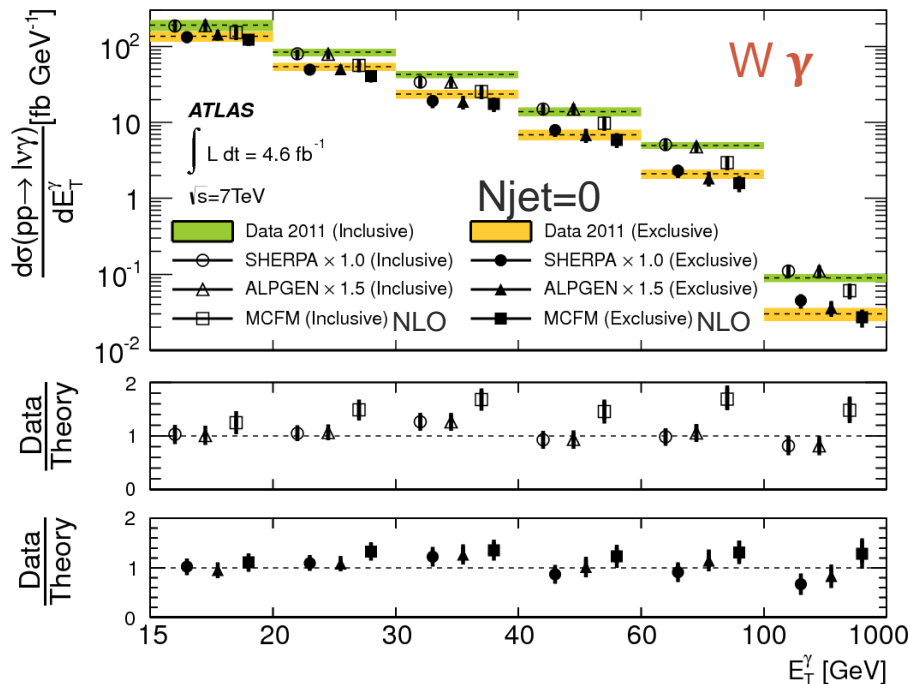 dσ(pp→ lνγ)
dE_T^γ
[fb GeV⁻¹]
10²
10
1
10⁻¹
10⁻²
W γ
ATLAS
∫ L dt = 4.6 fb⁻¹
√s=7TeV
Njet=0
Data 2011 (Inclusive)
Data 2011 (Exclusive)
SHERPA × 1.0 (Inclusive)
SHERPA × 1.0 (Exclusive)
ALPGEN × 1.5 (Inclusive)
ALPGEN × 1.5 (Exclusive)
MCFM (Inclusive) NLO
MCFM (Exclusive) NLO
Data
Theory
2
1
0
Data
Theory
2
1
0
15 20 30 40 60 100 1000
E_T^γ [GeV]